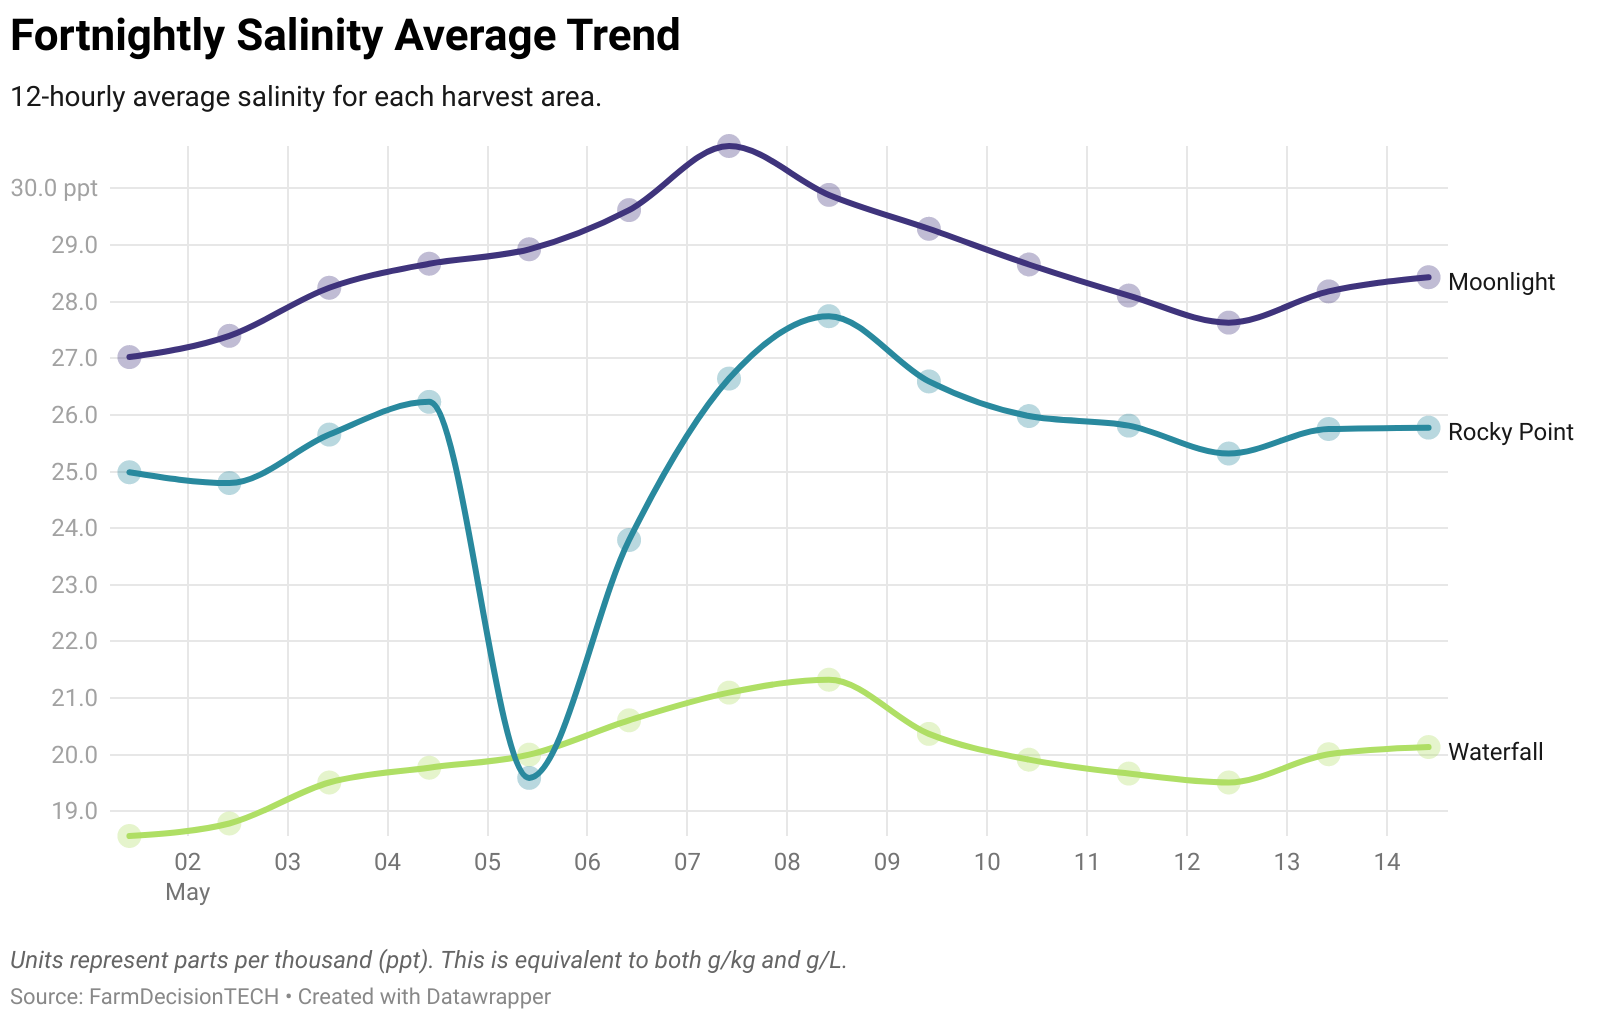 Fortnightly Salinity Average Trend
12-hourly average salinity for each harvest area.
30.0 ppt
29.0
28.0
27.0
26.0
25.0
24.0
23.0
22.0
21.0
20.0
19.0
Moonlight
Rocky Point
Waterfall
02 03 04 05 06 07 08 09 10 11 12 13 14
May
Units represent parts per thousand (ppt). This is equivalent to both g/kg and g/L.
Source: FarmDecisionTECH • Created with Datawrapper